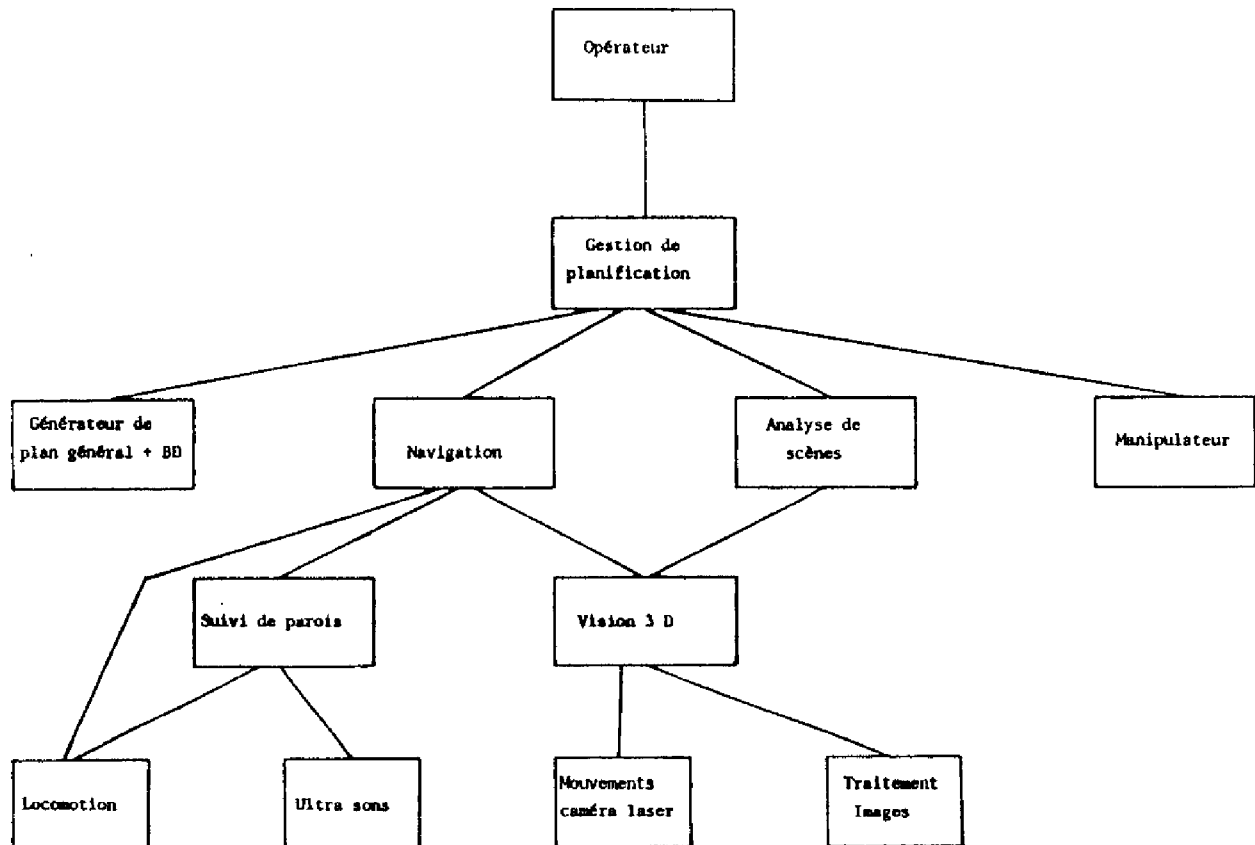 Opérateur
Gestion de
planification
Générateur de
plan général + BD
Navigation
Analyse de
scènes
Manipulateur
Suivi de parois
Vision 3 D
Locomotion
Ultra sons
Mouvements
caméra laser
Traitement
Images